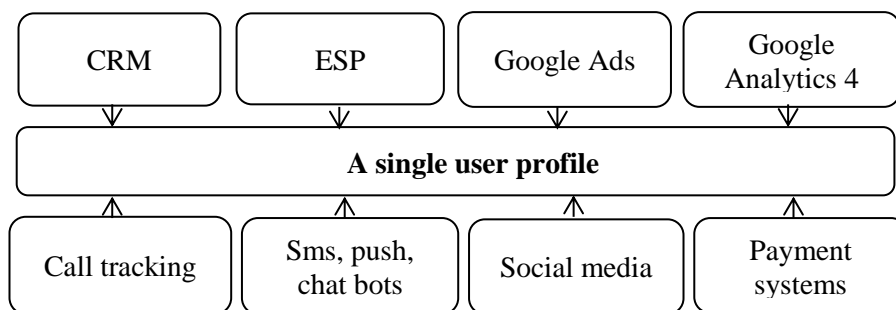 CRM
ESP
Google Ads
Google
Analytics 4
A single user profile
Call tracking
Sms, push,
chat bots
Social media
Payment
systems